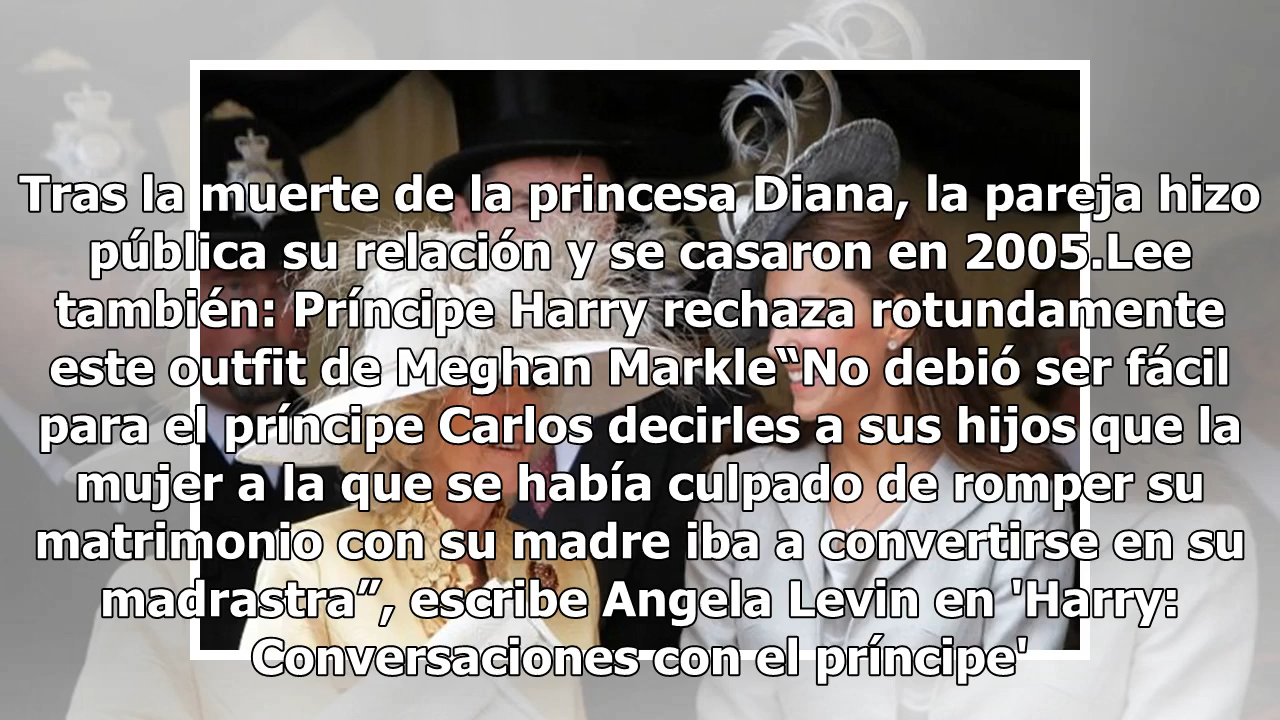 Tras la muerte de la princesa Diana, la pareja hizo
pública su relación y se casaron en 2005.Lee
también: Príncipe Harry rechaza rotundamente
este outfit de Meghan Markle“No debió ser fácil
para el príncipe Carlos decirles a sus hijos que la
mujer a la que se había culpado de romper su
matrimonio con su madre iba a convertirse en su
madrastra”, escribe Angela Levin en 'Harry:
Conversaciones con el príncipe'